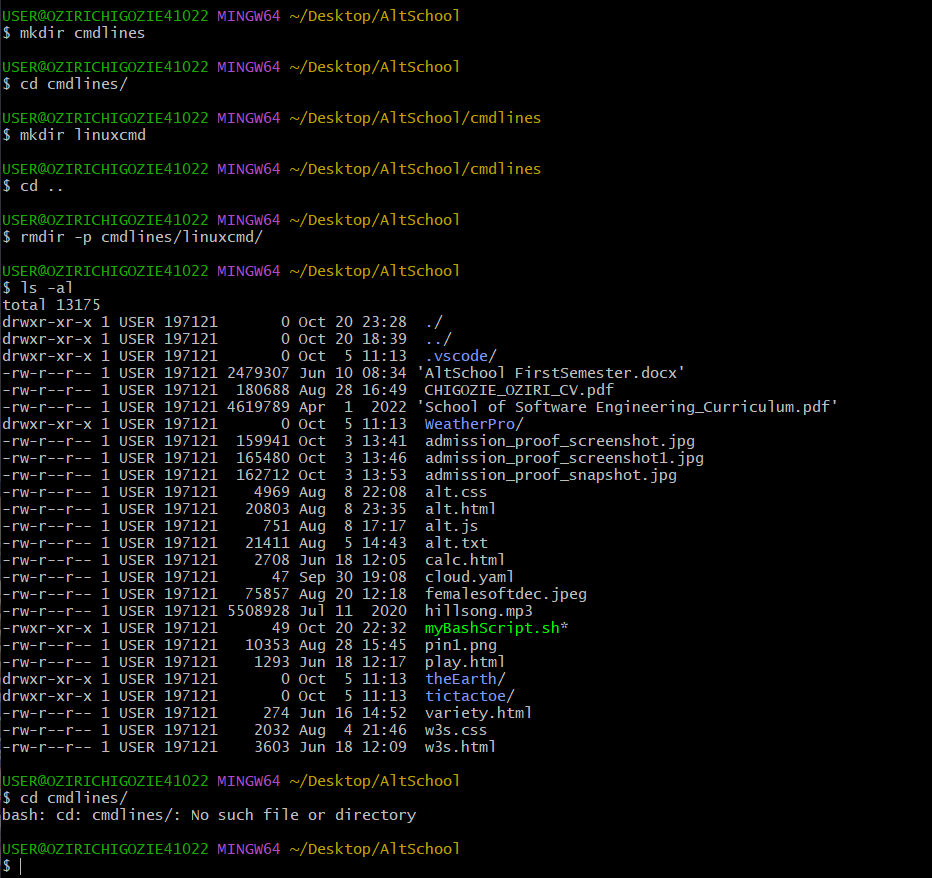 USER@OZIRICHIGOZIE41022 MINGW64 ~/Desktop/AltSchool
$ mkdir cmdlines
USER@OZIRICHIGOZIE41022 MINGW64 ~/Desktop/AltSchool
$ cd cmdlines/
USER@OZIRICHIGOZIE41022 MINGW64 ~/Desktop/AltSchool/cmdlines
$ mkdir linuxcmd
USER@OZIRICHIGOZIE41022 MINGW64 ~/Desktop/AltSchool/cmdlines
$ cd ..
USER@OZIRICHIGOZIE41022 MINGW64 ~/Desktop/AltSchool
$ rmdir -p cmdlines/linuxcmd/
USER@OZIRICHIGOZIE41022 MINGW64 ~/Desktop/AltSchool
$ ls -al
total 13175
drwxr-xr-x 1 USER 197121       0 Oct 20 23:28  ./
drwxr-xr-x 1 USER 197121       0 Oct 20 18:39  ../
drwxr-xr-x 1 USER 197121       0 Oct  5 11:13  .vscode/
-rw-r--r-- 1 USER 197121 2479307 Jun 10 08:34 'AltSchool FirstSemester.docx'
-rw-r--r-- 1 USER 197121  180688 Aug 28 16:49  CHIGOZIE_OZIRI_CV.pdf
-rw-r--r-- 1 USER 197121 4619789 Apr  1  2022 'School of Software Engineering_Curriculum.pdf'
drwxr-xr-x 1 USER 197121       0 Oct  5 11:13  WeatherPro/
-rw-r--r-- 1 USER 197121  159941 Oct  3 13:41  admission_proof_screenshot.jpg
-rw-r--r-- 1 USER 197121  165480 Oct  3 13:46  admission_proof_screenshot1.jpg
-rw-r--r-- 1 USER 197121  162712 Oct  3 13:53  admission_proof_snapshot.jpg
-rw-r--r-- 1 USER 197121    4969 Aug  8 22:08  alt.css
-rw-r--r-- 1 USER 197121   20803 Aug  8 23:35  alt.html
-rw-r--r-- 1 USER 197121     751 Aug  8 17:17  alt.js
-rw-r--r-- 1 USER 197121   21411 Aug  5 14:43  alt.txt
-rw-r--r-- 1 USER 197121    2708 Jun 18 12:05  calc.html
-rw-r--r-- 1 USER 197121      47 Sep 30 19:08  cloud.yaml
-rw-r--r-- 1 USER 197121   75857 Aug 20 12:18  femalesoftdec.jpeg
-rw-r--r-- 1 USER 197121 5508928 Jul 11  2020  hillsong.mp3
-rwxr-xr-x 1 USER 197121      49 Oct 20 22:32  myBashScript.sh*
-rw-r--r-- 1 USER 197121   10353 Aug 28 15:45  pin1.png
-rw-r--r-- 1 USER 197121    1293 Jun 18 12:17  play.html
drwxr-xr-x 1 USER 197121       0 Oct  5 11:13  theEarth/
drwxr-xr-x 1 USER 197121       0 Oct  5 11:13  tictactoe/
-rw-r--r-- 1 USER 197121     274 Jun 16 14:52  variety.html
-rw-r--r-- 1 USER 197121    2032 Aug  4 21:46  w3s.css
-rw-r--r-- 1 USER 197121    3603 Jun 18 12:09  w3s.html
USER@OZIRICHIGOZIE41022 MINGW64 ~/Desktop/AltSchool
$ cd cmdlines/
bash: cd: cmdlines/: No such file or directory
USER@OZIRICHIGOZIE41022 MINGW64 ~/Desktop/AltSchool
$